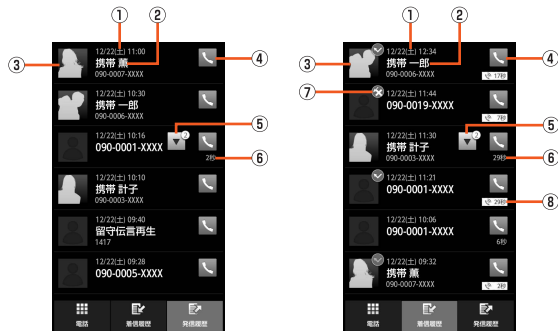 ① ②
① ②
12/22(土) 11:00
③ 携帯 薫 ④
090-0007-XXXX
12/22(土) 10:30
携帯 一郎
090-0006-XXXX
12/22(土) 10:16
090-0001-XXXX 2 ⑤
2秒 ⑥
12/22(土) 10:10
携帯 計子
090-0003-XXXX
12/22(土) 09:40
留守伝言再生
1417
12/22(土) 09:28
090-0005-XXXX
電話 着信履歴 発信履歴
12/22(土) 12:34
③ 携帯 一郎 ④
090-0006-XXXX
17秒
⑦ 12/22(土) 11:44
090-0019-XXXX
7秒
12/22(土) 11:30
携帯 計子 2 ⑤
090-0003-XXXX
29秒 ⑥
12/22(土) 11:21
090-0001-XXXX
29秒 ⑧
12/22(土) 10:06
090-0001-XXXX
6秒
12/22(土) 09:32
携帯 薫
090-0007-XXXX
2秒
電話 着信履歴 発信履歴